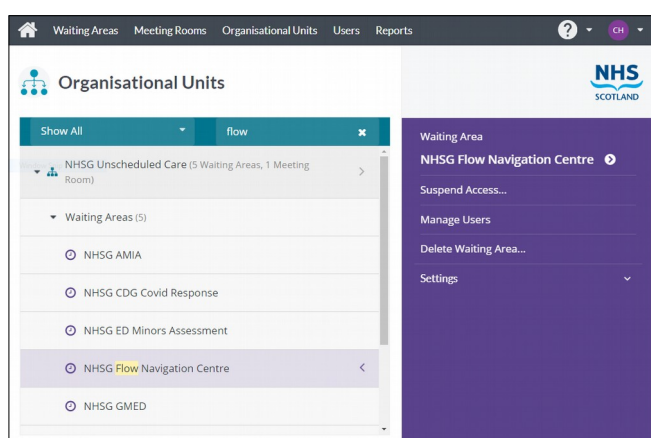 Waiting Areas Meeting Rooms Organisational Units Users Reports
? CH
Organisational Units
NHS
SCOTLAND
Show All
flow
NHSG Unscheduled Care (5 Waiting Areas, 1 Meeting
Room)
Waiting Areas (5)
NHSG AMIA
NHSG CDG Covid Response
NHSG ED Minors Assessment
NHSG Flow Navigation Centre
NHSG GMED
Waiting Area
NHSG Flow Navigation Centre
Suspend Access...
Manage Users
Delete Waiting Area...
Settings